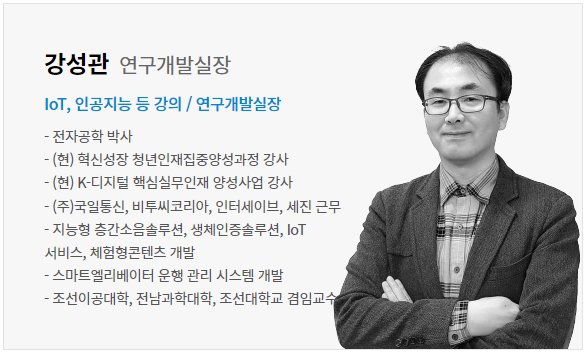 강성관 연구개발실장
IoT, 인공지능 등 강의 / 연구개발실장
- 전자공학 박사
- (현) 혁신성장 청년인재집중양성과정 강사
- (현) K-디지털 핵심실무인재 양성사업 강사
- (주)국일통신, 비투씨코리아, 인터세이브, 세진 근무
- 지능형 층간소음솔루션, 생체인증솔루션, IoT
서비스, 체험형콘텐츠 개발
- 스마트엘리베이터 운행 관리 시스템 개발
- 조선이공대학, 전남과학대학, 조선대학교 겸임교수